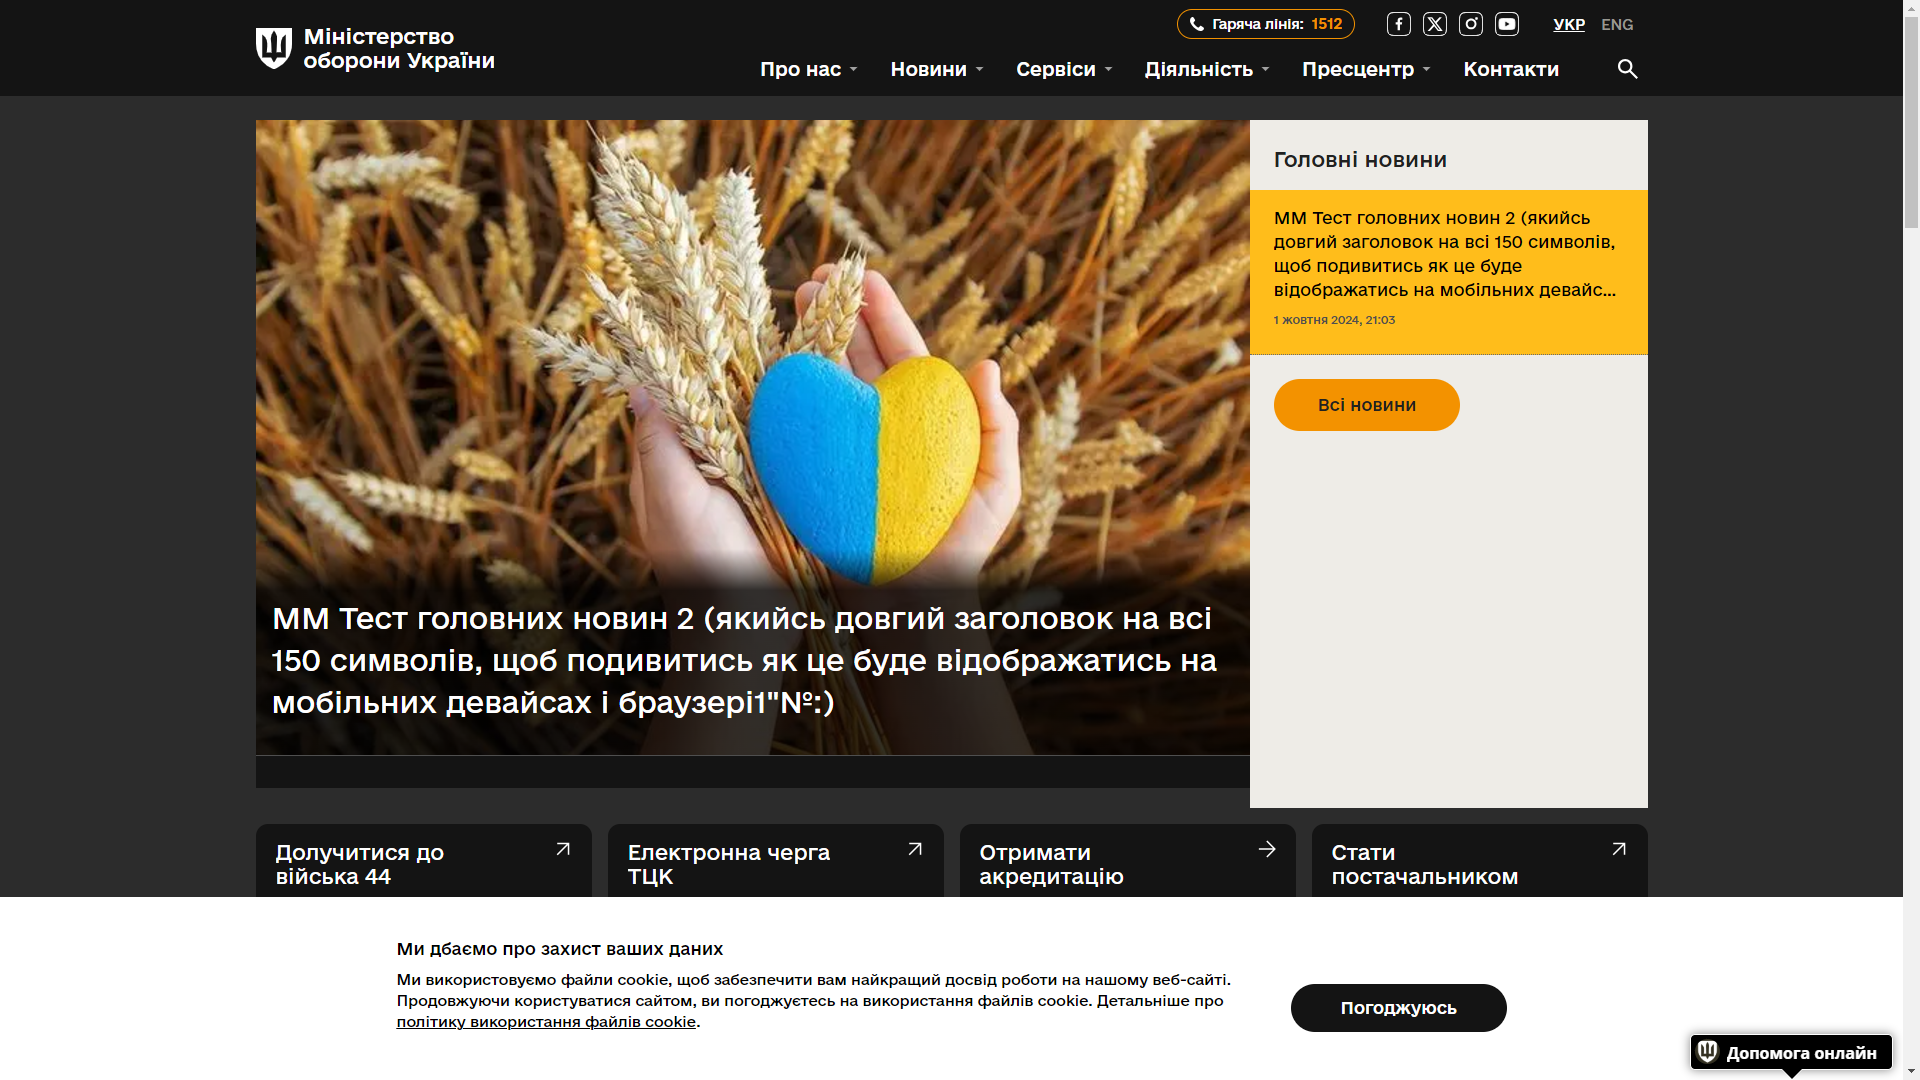 Міністерство
оборони України
Гаряча лінія: 1512
УКР ENG
Про нас
Новини
Сервіси
Діяльність
Пресцентр
Контакти
ММ Тест головних новин 2 (якийсь довгий заголовок на всі
150 символів, щоб подивитись як це буде відображатись на
мобільних девайсах і браузері1"№:)
Головні новини
ММ Тест головних новин 2 (якийсь
довгий заголовок на всі 150 символів,
щоб подивитись як це буде
відображатись на мобільних девайс...
1 жовтня 2024, 21:03
Всі новини
Долучитися до
війська 44
Електронна черга
ТЦК
Отримати
акредитацію
Стати
постачальником
Ми дбаємо про захист ваших даних
Ми використовуємо файли cookie, щоб забезпечити вам найкращий досвід роботи на нашому веб-сайті.
Продовжуючи користуватися сайтом, ви погоджуєтесь на використання файлів cookie. Детальніше про
політику використання файлів cookie.
Погоджуюсь
Допомога онлайн